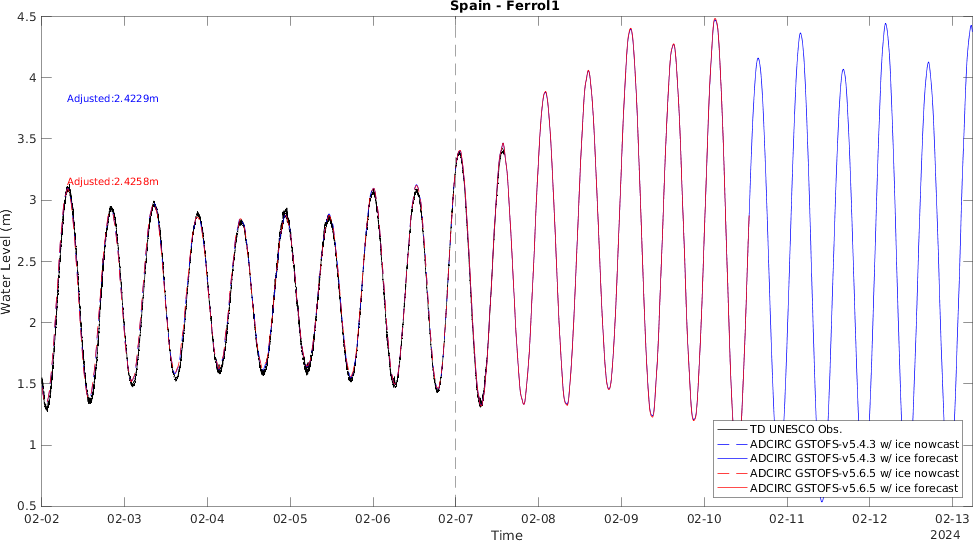 Spain - Ferrol1
4.5
4
3.5
3
2.5
2
1.5
1
0.5
Water Level (m)
Adjusted:2.4229m
Adjusted:2.4258m
TD UNESCO Obs.
ADCIRC GSTOFS-v5.4.3 w/ ice nowcast
ADCIRC GSTOFS-v5.4.3 w/ ice forecast
ADCIRC GSTOFS-v5.6.5 w/ ice nowcast
ADCIRC GSTOFS-v5.6.5 w/ ice forecast
02-02 02-03 02-04 02-05 02-06 02-07 02-08 02-09 02-10 02-11 02-12 02-13
2024
Time